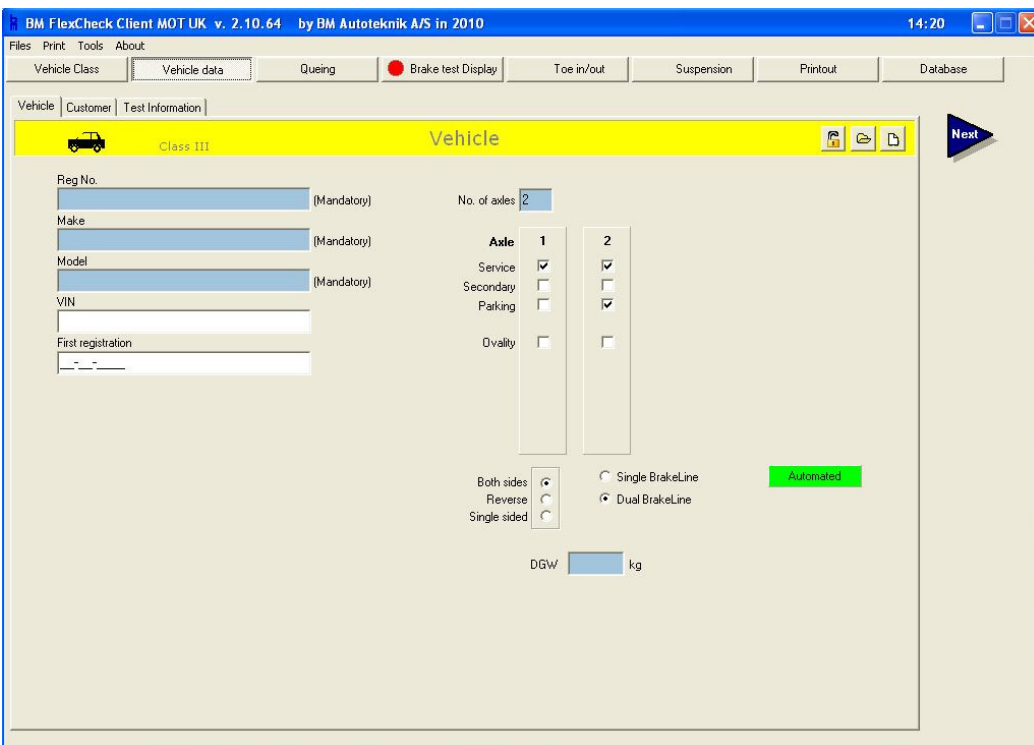 BM FlexCheck Client MOT UK v. 2.10.64 by BM Autoteknik A/S in 2010 14:20
Files Print Tools About
Vehicle Class Vehicle data Queing Brake test Display Toe in/out Suspension Printout Database
Vehicle Customer Test Information
Class III Vehicle Next
Reg No.
(Mandatory) No. of axles 2
Make
(Mandatory) Axle 1 2
Model Service
(Mandatory) Secondary
VIN Parking
First registration Ovality
__-__-____
Both sides Single BrakeLine Automated
Reverse Dual BrakeLine
Single sided
DGW kg